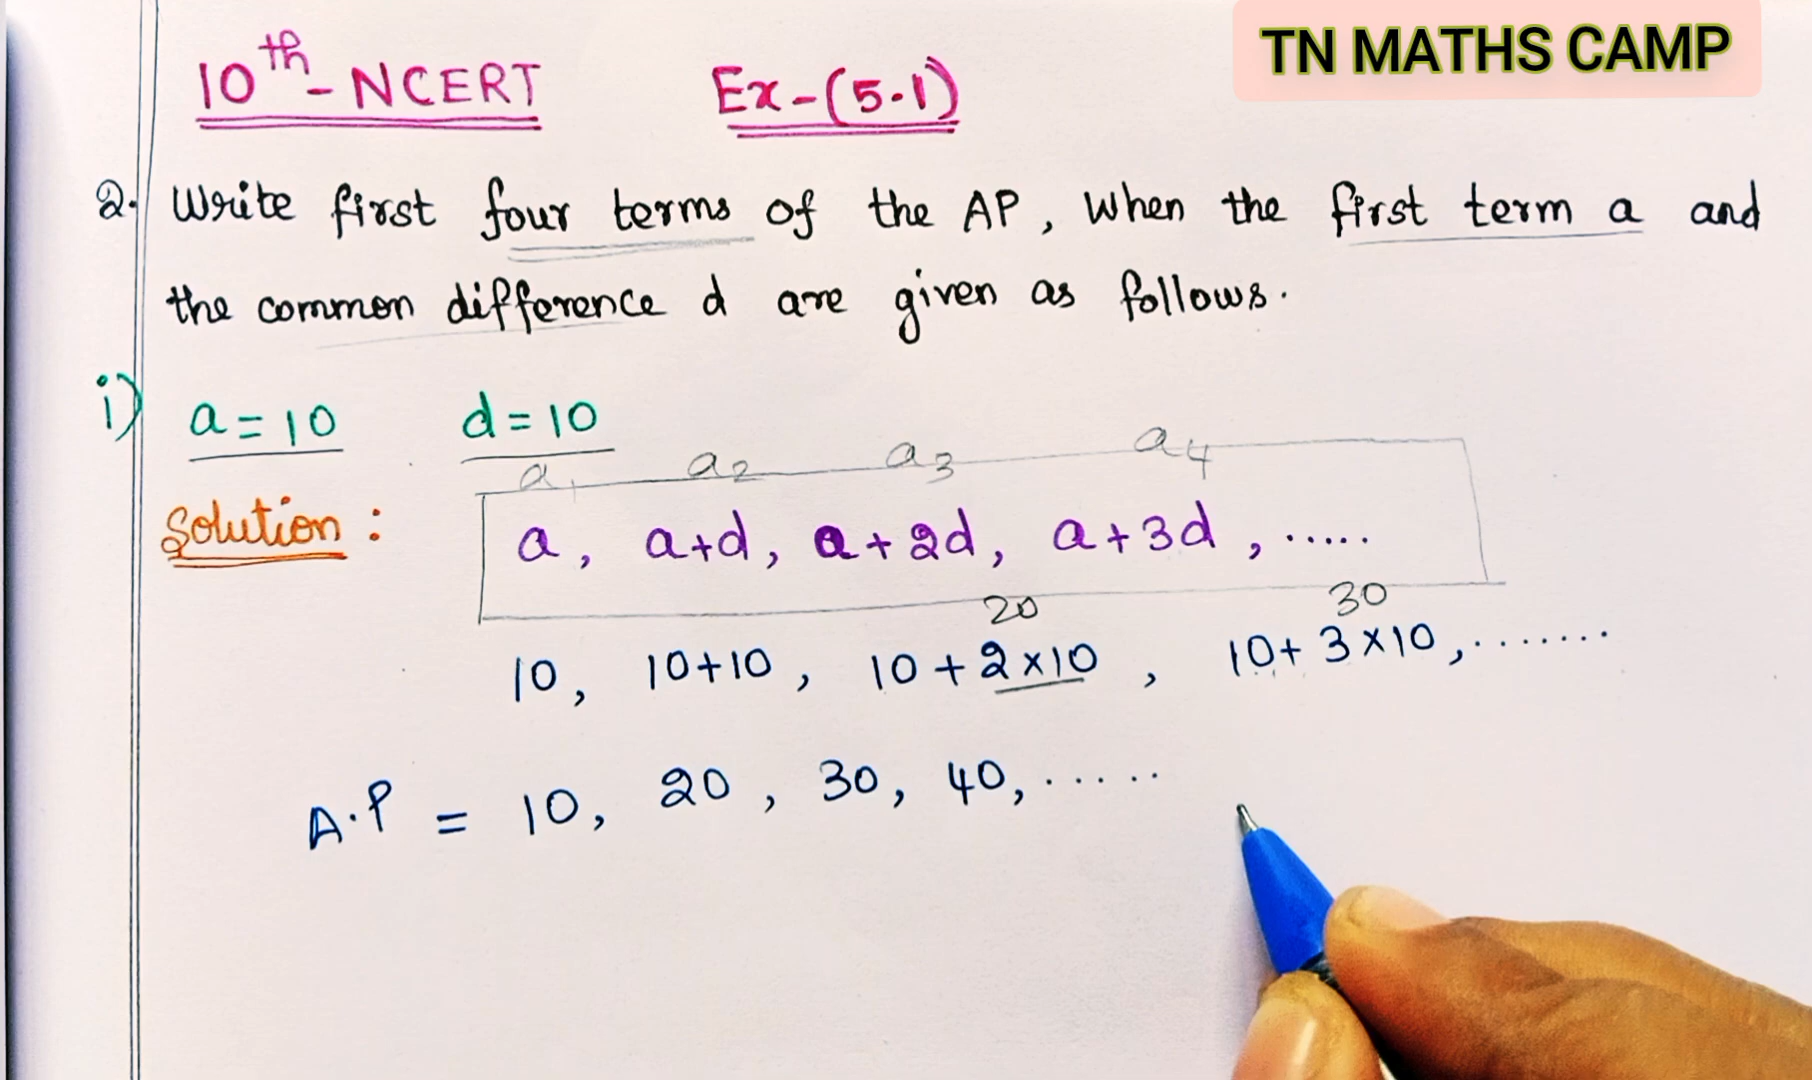 TN MATHS CAMP
10th - NCERT Ex-(5.1)
2. Write first four terms of the AP, when the first term a and
the common difference d are given as follows.
i) a=10 d=10
a1 a2 a3 a4
Solution: a, a+d, a+2d, a+3d, .....
20 30
10, 10+10, 10+2×10, 10+3×10, .......
A.P = 10, 20, 30, 40, .....